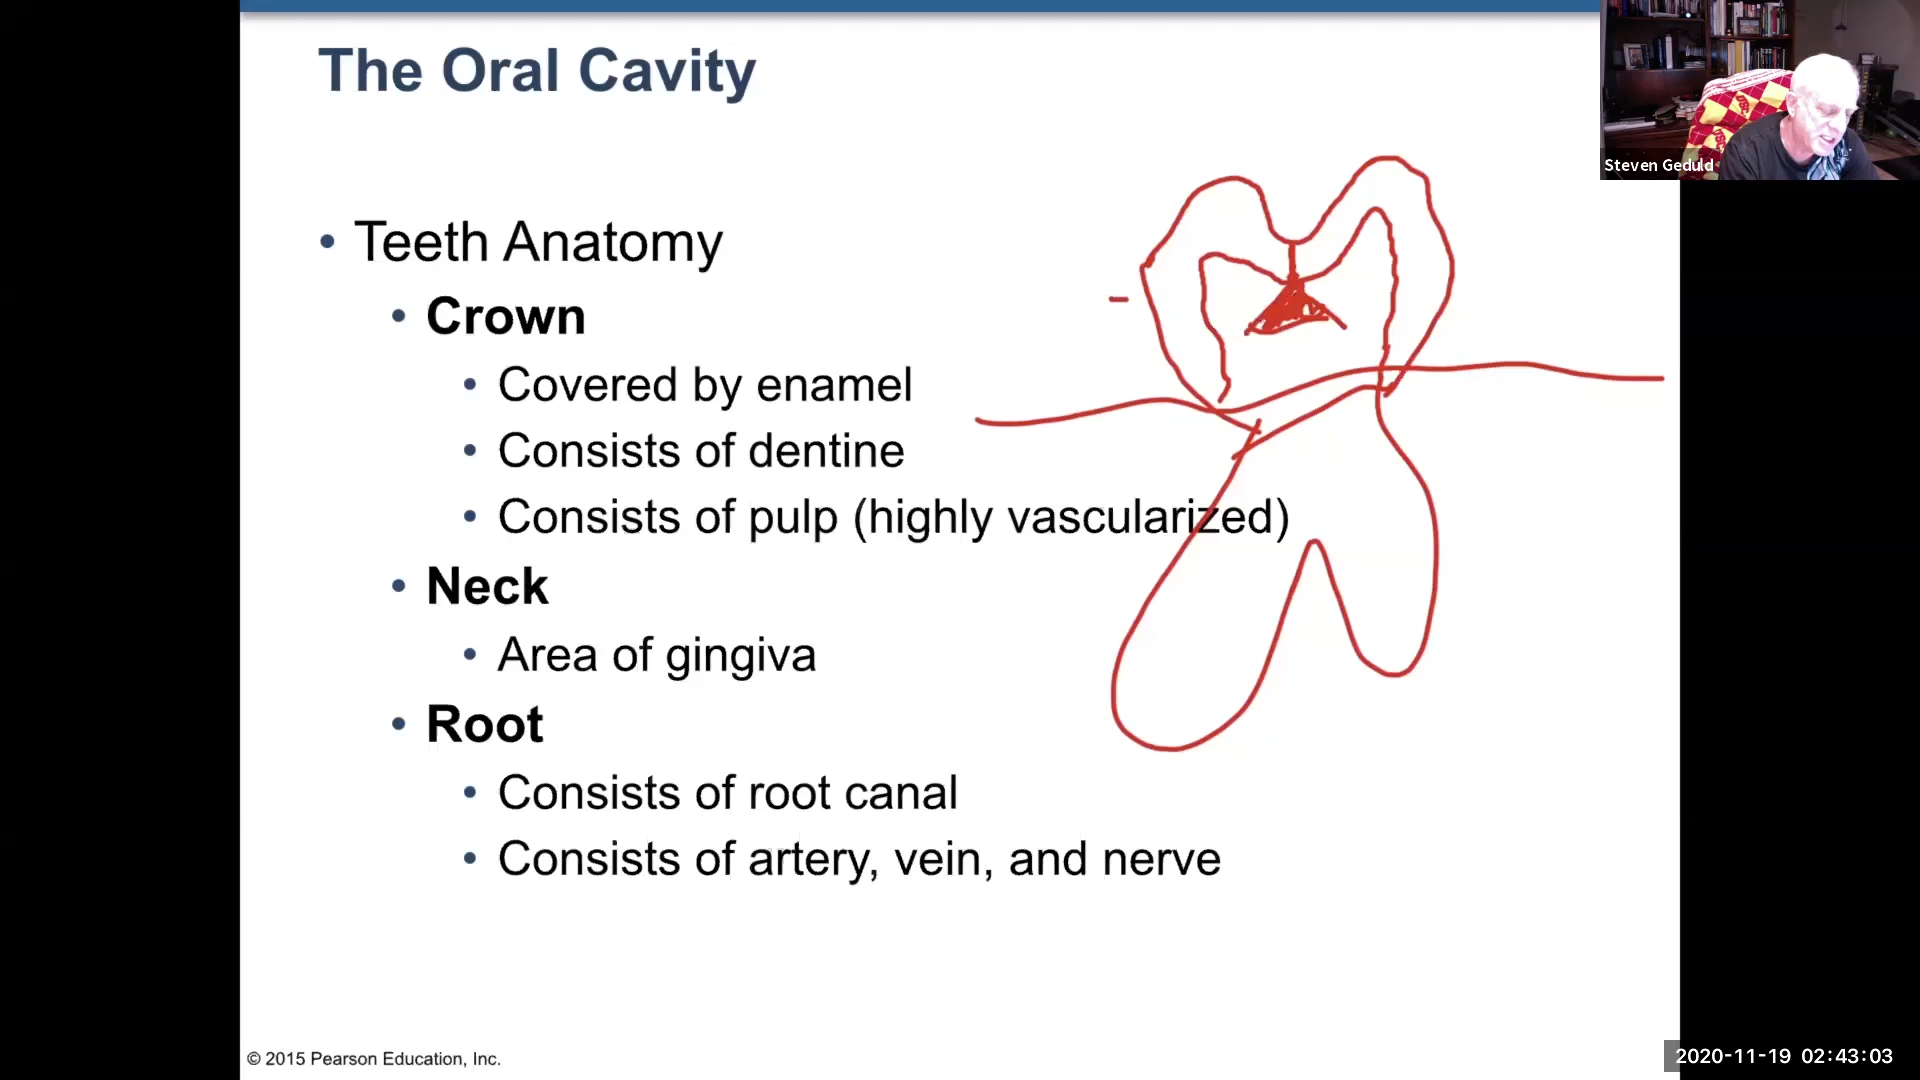 The Oral Cavity
Steven Geduld
• Teeth Anatomy
• Crown
• Covered by enamel
• Consists of dentine
• Consists of pulp (highly vascularized)
• Neck
• Area of gingiva
• Root
• Consists of root canal
• Consists of artery, vein, and nerve
© 2015 Pearson Education, Inc.
2020-11-19 02:43:03